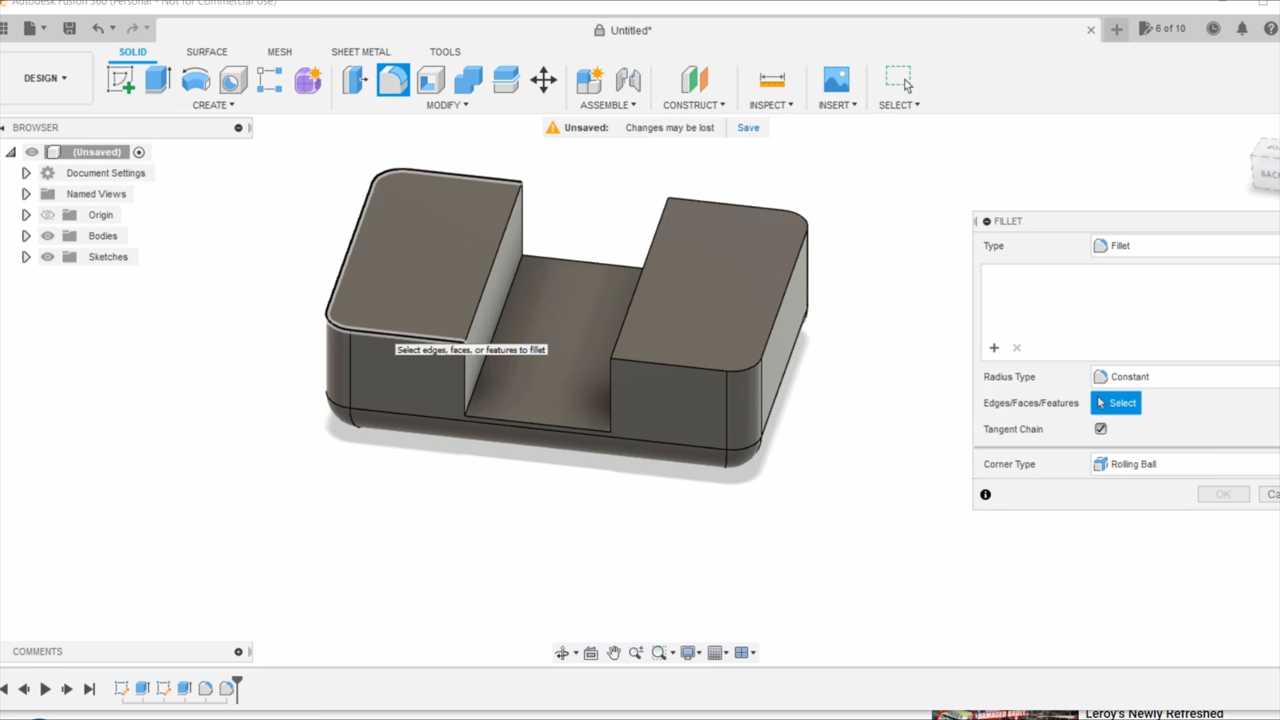 Autodesk Fusion 360 (Personal - Not for Commercial Use)
Untitled*
6 of 10
SOLID SURFACE MESH SHEET METAL TOOLS
DESIGN
CREATE MODIFY ASSEMBLE CONSTRUCT INSPECT INSERT SELECT
BROWSER
Unsaved: Changes may be lost Save
(Unsaved)
Document Settings
Named Views
Origin
Bodies
Sketches
BACK
FILLET
Type Fillet
Select edges, faces, or features to fillet
Radius Type Constant
Edges/Faces/Features Select
Tangent Chain
Corner Type Rolling Ball
OK Ca
COMMENTS
Leroy's Newly Refreshed